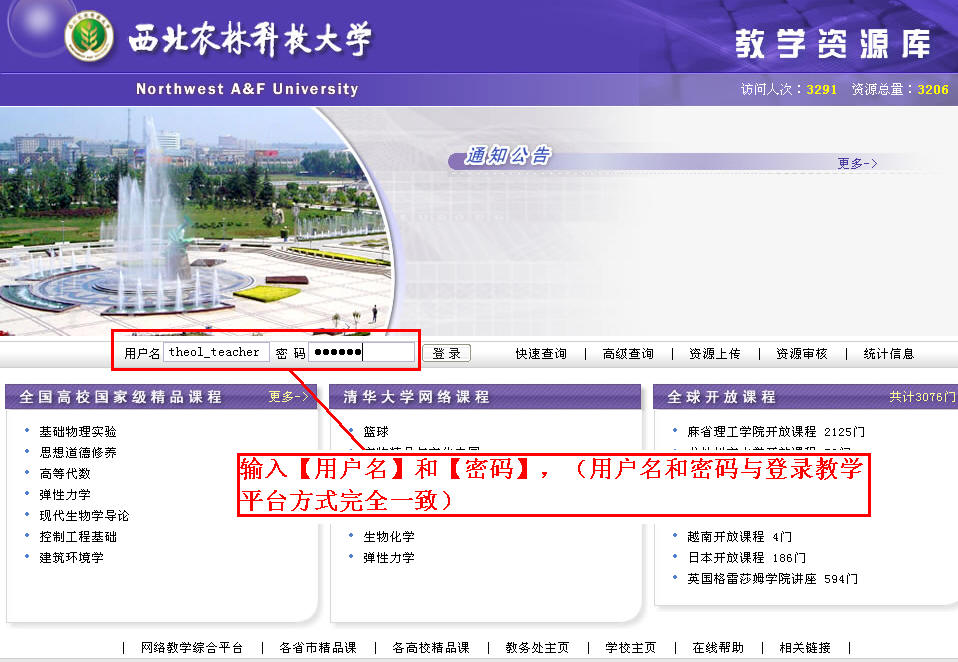 西北农林科技大学
教学资源库
Northwest A&F University
访问人次：3291 资源总量：3206
通知公告
更多->
用户名 theol_teacher 密 码 ●●●●●● 登 录 快速查询 | 高级查询 | 资源上传 | 资源审核 | 统计信息
全国高校国家级精品课程 更多->
基础物理实验
思想道德修养
高等代数
弹性力学
现代生物学导论
控制工程基础
建筑环境学
清华大学网络课程
篮球
生物化学
弹性力学
全球开放课程 共计3076门
麻省理工学院开放课程 2125门
越南开放课程 4门
日本开放课程 186门
英国格雷莎姆学院讲座 594门
输入【用户名】和【密码】，（用户名和密码与登录教学
平台方式完全一致）
| 网络教学综合平台 | 各省市精品课 | 各高校精品课 | 教务处主页 | 学校主页 | 在线帮助 | 相关链接 |